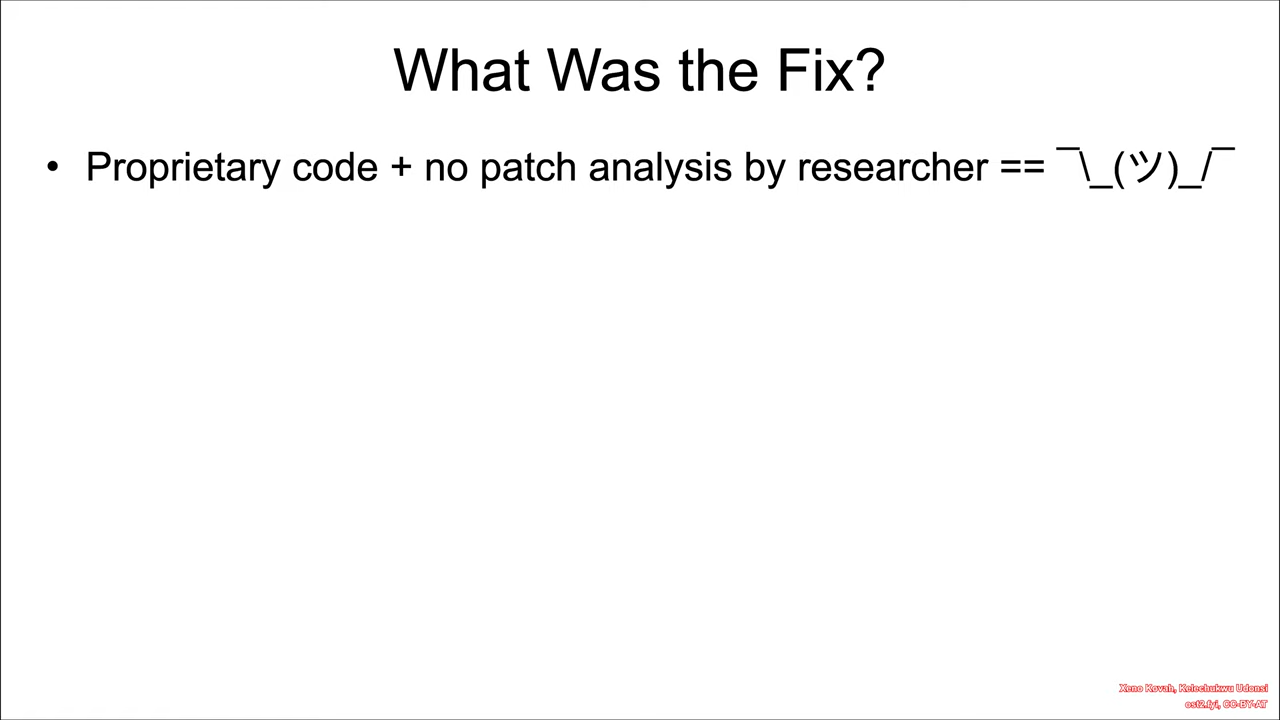 What Was the Fix?
• Proprietary code + no patch analysis by researcher == ¯\_(ツ)_/¯
Xeno Kovah, Kelechukwu Udonsi
ost2.fyi, CC-BY-AT